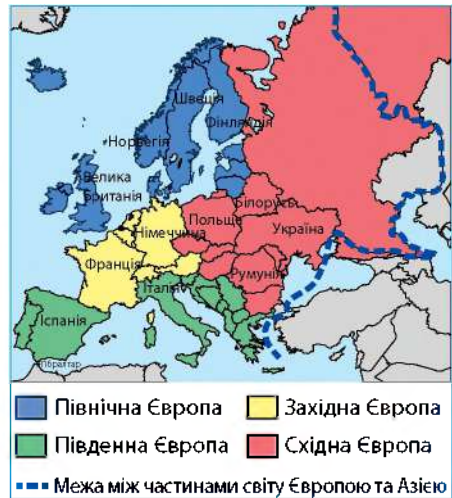 Швеція
Фінляндія
Норвегія
Велика
Британія
Білорусь
Польща
Німеччина
Україна
Франція
Румунія
Італія
Іспанія
Гібралтар
Північна Європа
Західна Європа
Південна Європа
Східна Європа
Межа між частинами світу Європою та Азією